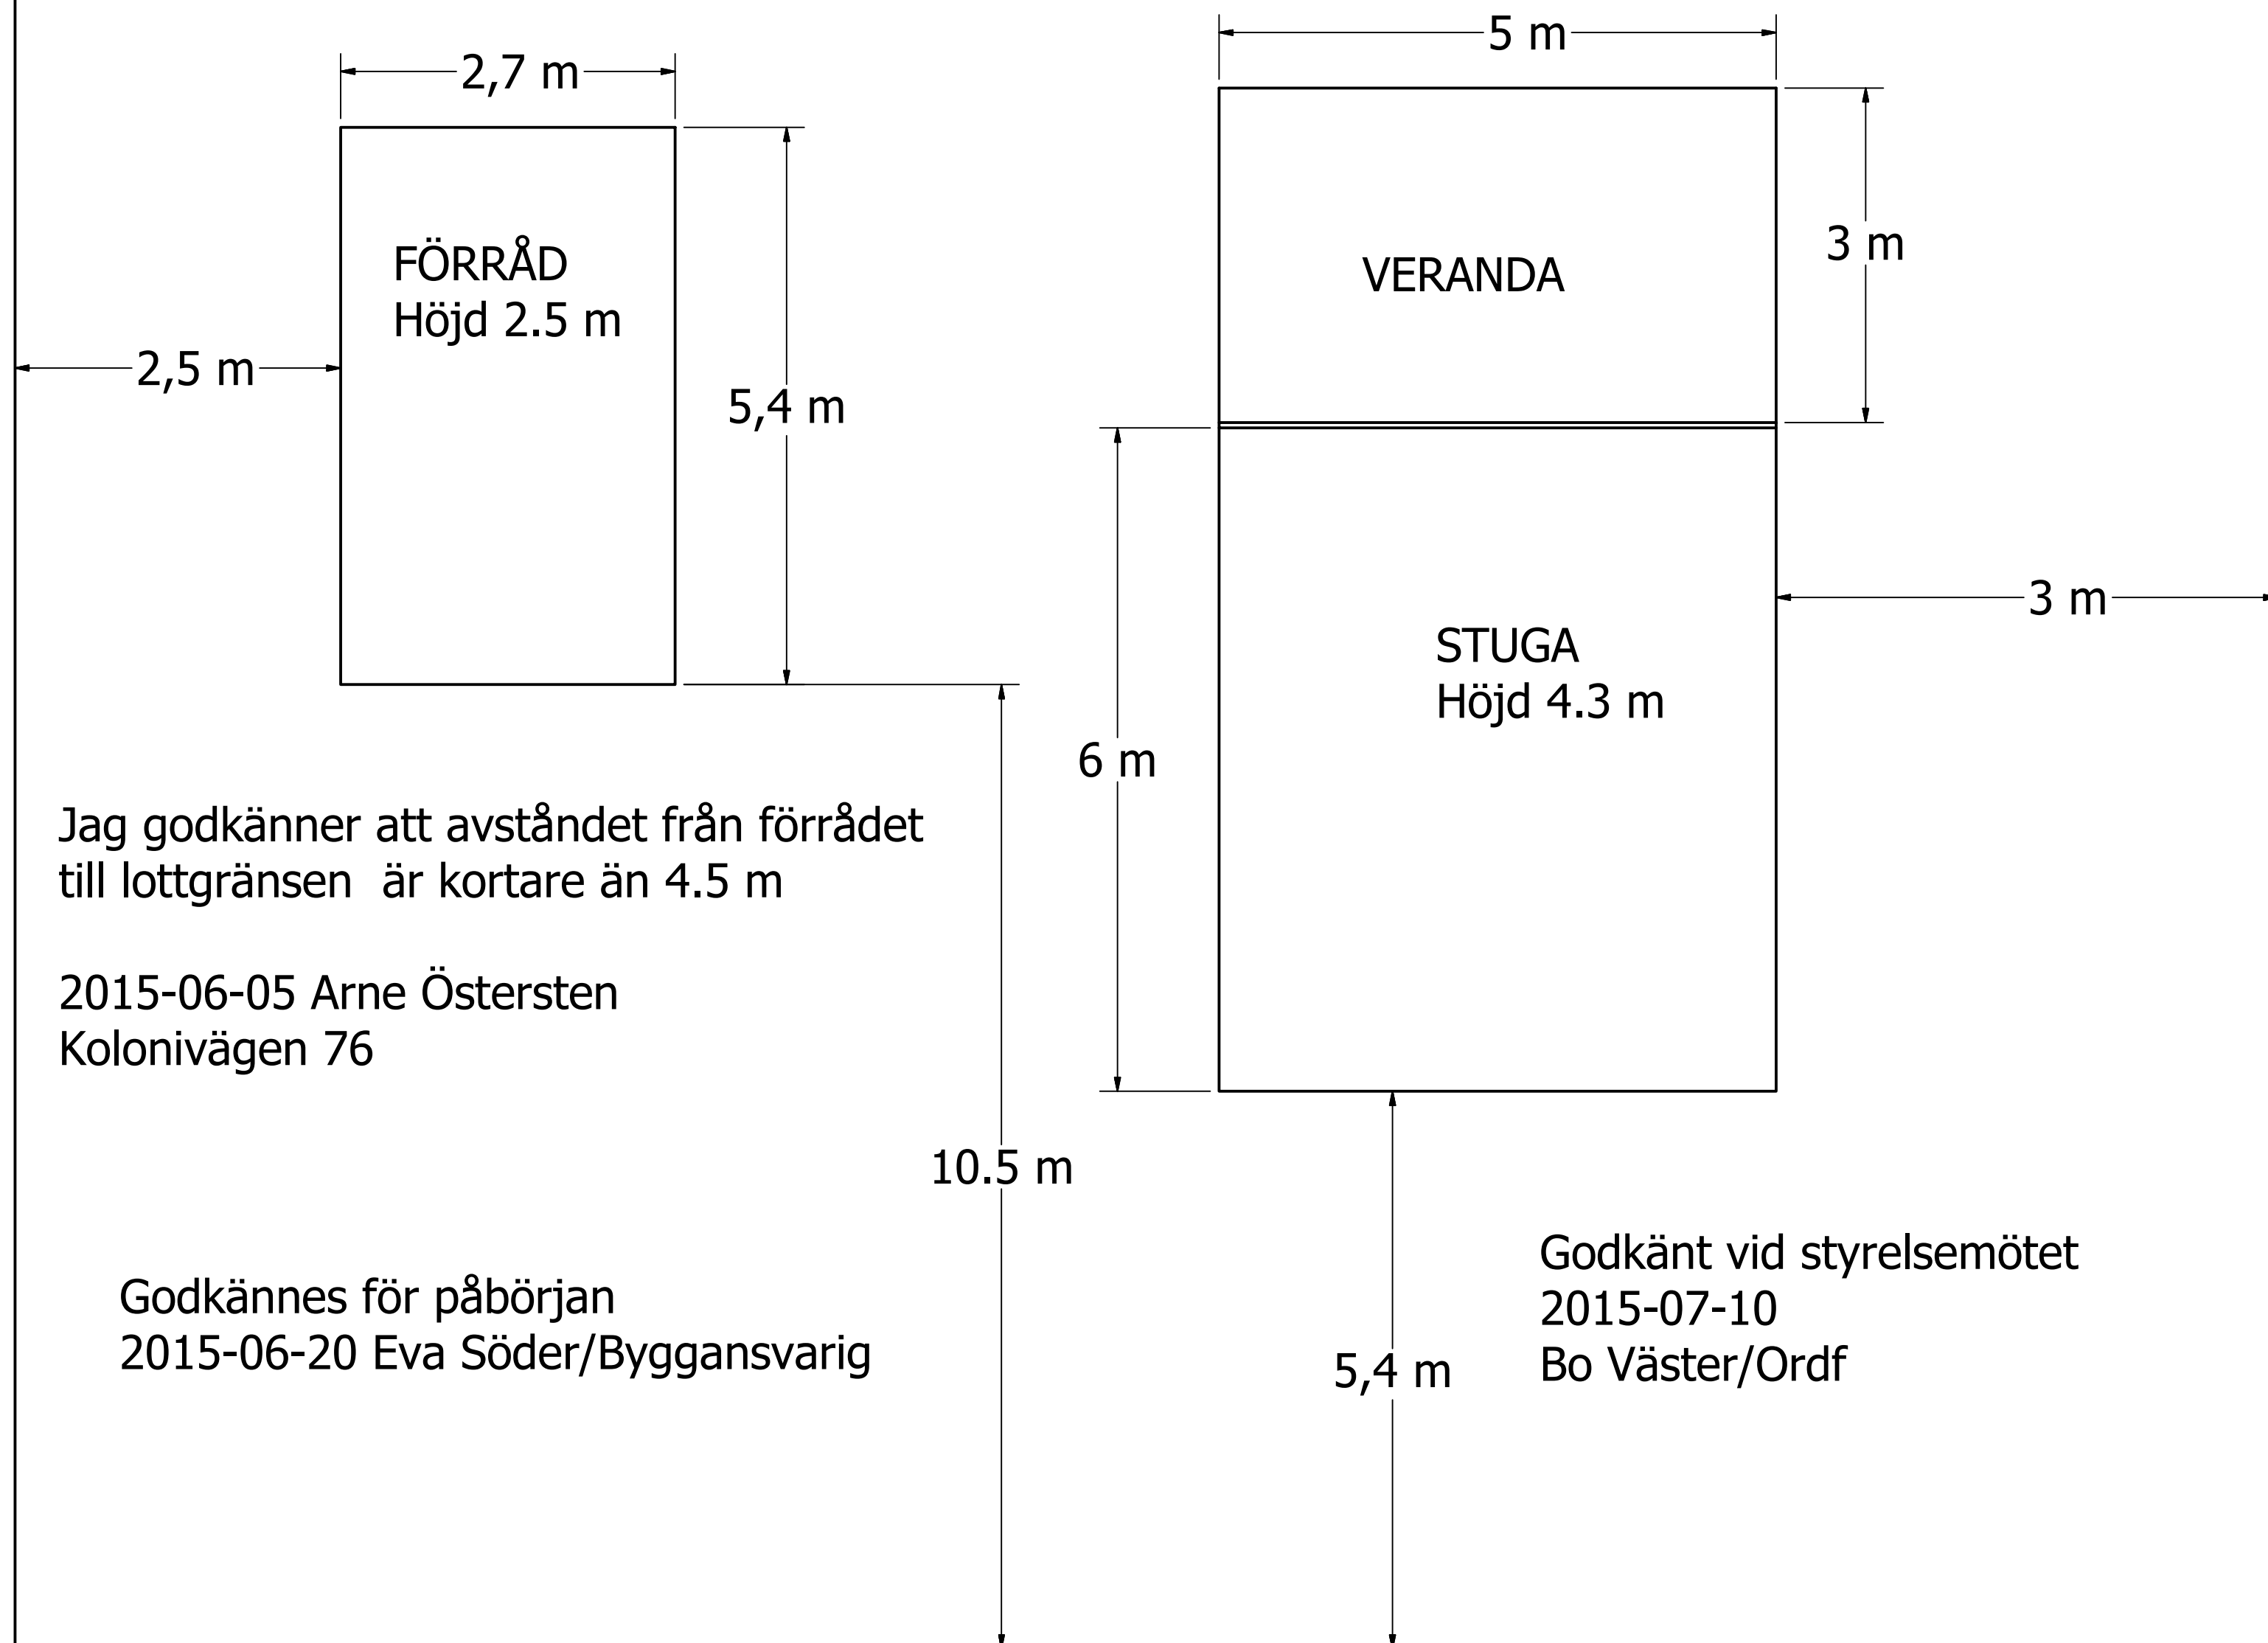 5 m
2,7 m
3 m
FÖRRÅD
Höjd 2.5 m
VERANDA
2,5 m
5,4 m
3 m
STUGA
Höjd 4.3 m
6 m
Jag godkänner att avståndet från förrådet
till lottgränsen  är kortare än 4.5 m
2015-06-05 Arne Östersten
Kolonivägen 76
10.5 m
Godkännes för påbörjan
2015-06-20 Eva Söder/Byggansvarig
5,4 m
Godkänt vid styrelsemötet
2015-07-10
Bo Väster/Ordf